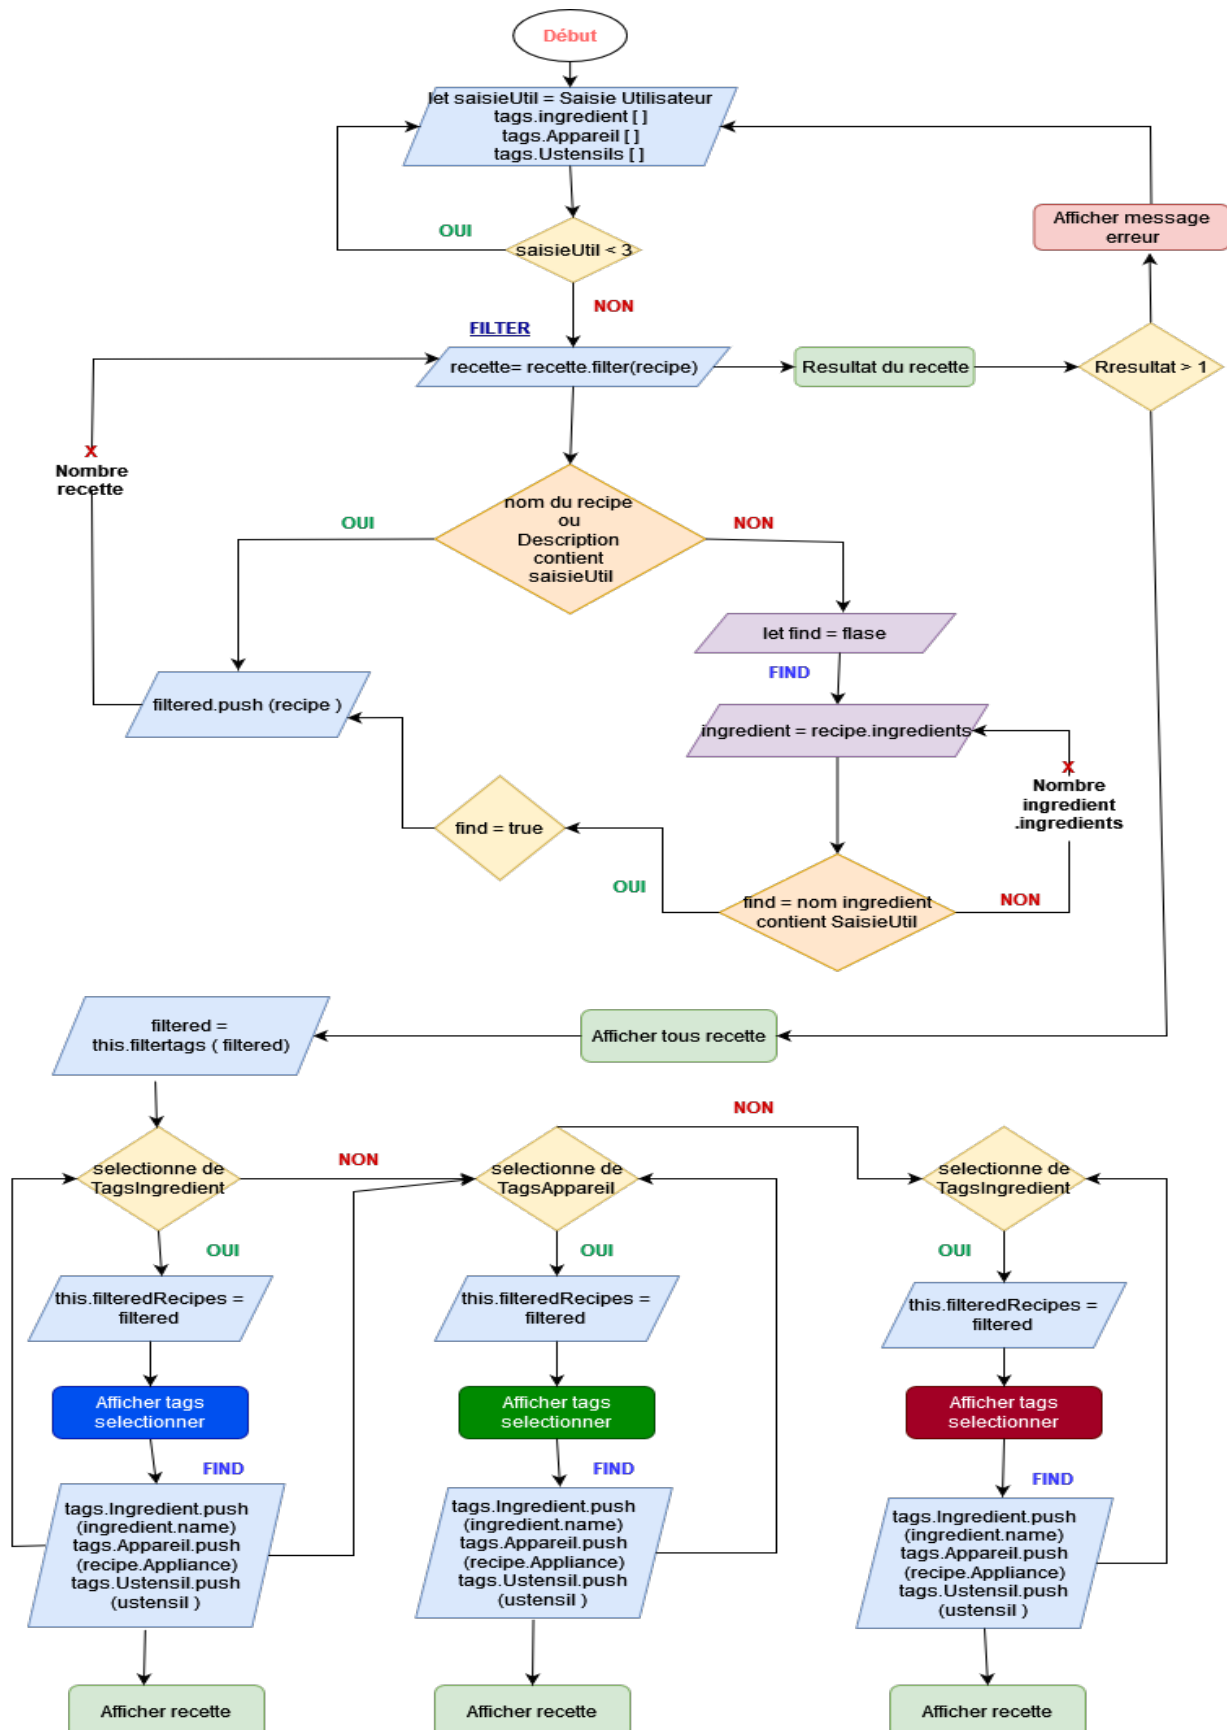 Début
let saisieUtil = Saisie Utilisateur
tags.ingredient [ ]
tags.Appareil [ ]
tags.Ustensils [ ]
OUI
saisieUtil < 3
Afficher message
erreur
NON
FILTER
recette= recette.filter(recipe)
Resultat du recette
Rresultat > 1
X
Nombre
recette
OUI
nom du recipe
ou
Description
contient
saisieUtil
NON
let find = flase
FIND
filtered.push (recipe )
ingredient = recipe.ingredients
X
Nombre
ingredient
.ingredients
find = true
OUI
find = nom ingredient
contient SaisieUtil
NON
filtered =
this.filtertags ( filtered)
Afficher tous recette
NON
selectionne de
TagsIngredient
NON
selectionne de
TagsAppareil
selectionne de
TagsIngredient
OUI
OUI
OUI
this.filteredRecipes =
filtered
this.filteredRecipes =
filtered
this.filteredRecipes =
filtered
Afficher tags
selectionner
Afficher tags
selectionner
Afficher tags
selectionner
FIND
FIND
FIND
tags.Ingredient.push
(ingredient.name)
tags.Appareil.push
(recipe.Appliance)
tags.Ustensil.push
(ustensil )
tags.Ingredient.push
(ingredient.name)
tags.Appareil.push
(recipe.Appliance)
tags.Ustensil.push
(ustensil )
tags.Ingredient.push
(ingredient.name)
tags.Appareil.push
(recipe.Appliance)
tags.Ustensil.push
(ustensil )
Afficher recette
Afficher recette
Afficher recette